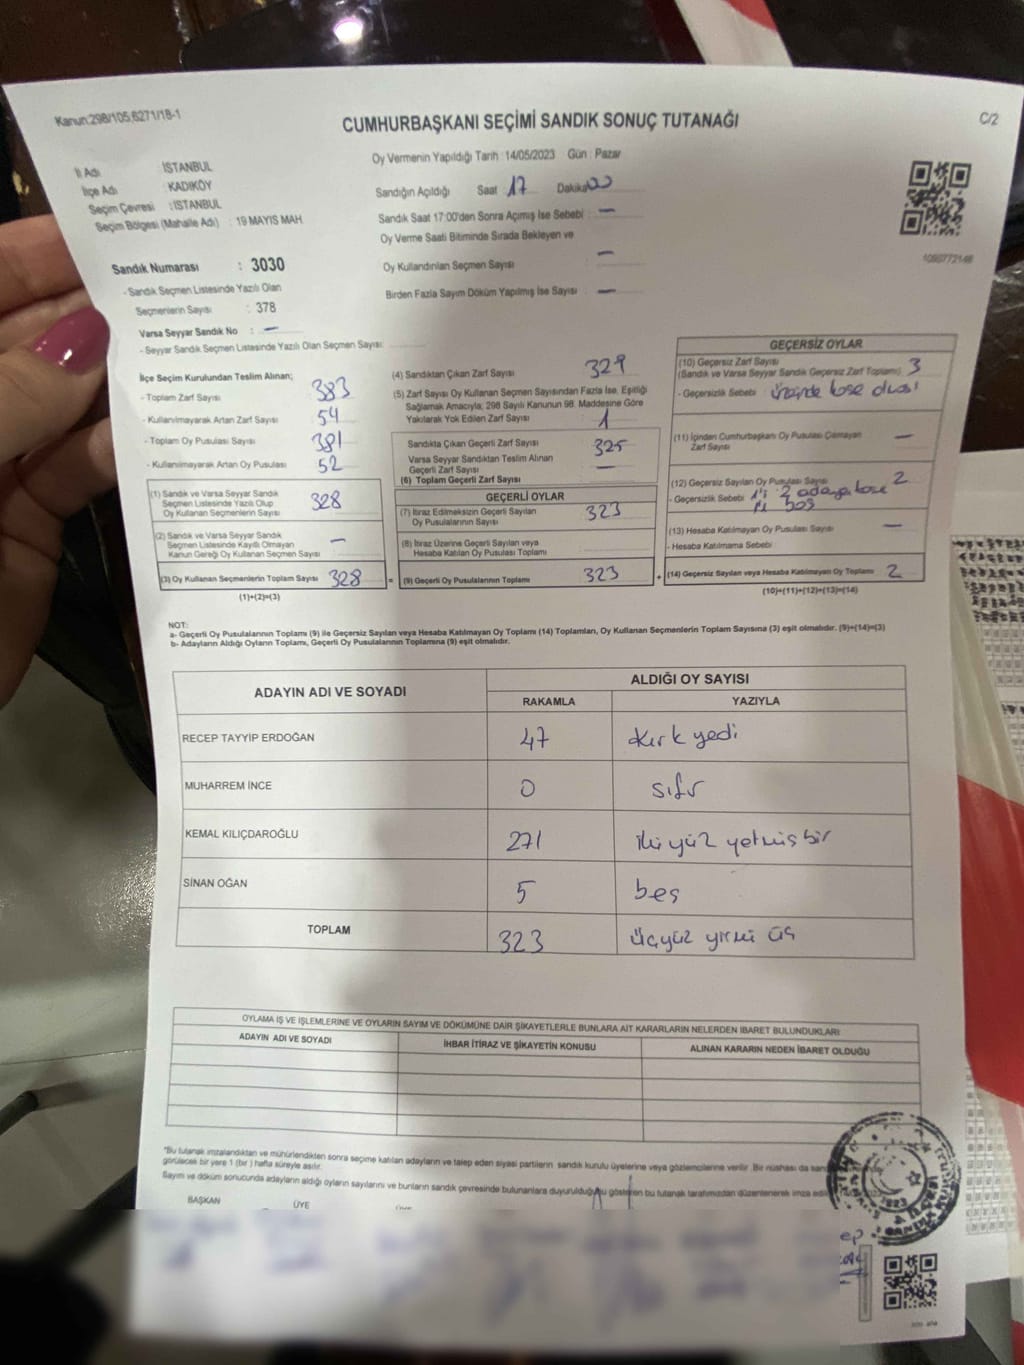 Kanun:298/105,6271/18-1
CUMHURBAŞKANI SEÇİMİ SANDIK SONUÇ TUTANAĞI
C/2
Oy Vermenin Yapıldığı Tarih : 14/05/2023 Gün : Pazar
İl Adı : İSTANBUL
İlçe Adı : KADIKÖY
Seçim Çevresi : İSTANBUL
Seçim Bölgesi (Mahalle Adı) : 19 MAYIS MAH.
Sandığın Açıldığı Saat 17 Dakika 00
Sandık Saat 17:00'den Sonra Açımış İse Sebebi : —
Oy Verme Saati Bitiminde Sırada Bekleyen ve
Oy Kullandırılan Seçmen Sayısı —
Birden Fazla Sayım Döküm Yapılmış İse Sayısı —
1080772146
Sandık Numarası : 3030
- Sandık Seçmen Listesinde Yazılı Olan
Seçmenlerin Sayısı : 378
Varsa Seyyar Sandık No : —
- Seyyar Sandık Seçmen Listesinde Yazılı Olan Seçmen Sayısı:
İlçe Seçim Kurulundan Teslim Alınan;
- Toplam Zarf Sayısı 383
- Kullanılmayarak Artan Zarf Sayısı 54
- Toplam Oy Pusulası Sayısı 381
- Kullanılmayarak Artan Oy Pusulası 52
(1) Sandık ve Varsa Seyyar Sandık
Seçmen Listesinde Yazılı Olup
Oy Kullanan Seçmenlerin Sayısı 328
(2) Sandık ve Varsa Seyyar Sandık
Seçmen Listesinde Kayıtlı Olmayan
Kanun Gereği Oy Kullanan Seçmen Sayısı : —
(3) Oy Kullanan Seçmenlerin Toplam Sayısı 328 =
(1)+(2)=(3)
(4) Sandıktan Çıkan Zarf Sayısı 329
(5) Zarf Sayısı Oy Kullanan Seçmen Sayısından Fazla İse, Eşitliği
Sağlamak Amacıyla; 298 Sayılı Kanunun 98. Maddesine Göre
Yakılarak Yok Edilen Zarf Sayısı : 1
Sandıkta Çıkan Geçerli Zarf Sayısı 325
Varsa Seyyar Sandıktan Teslim Alınan
Geçerli Zarf Sayısı —
(6) Toplam Geçerli Zarf Sayısı
GEÇERLİ OYLAR
(7) İtiraz Edilmeksizin Geçerli Sayılan
Oy Pusulalarının Sayısı 323
(8) İtiraz Üzerine Geçerli Sayılan veya
Hesaba Katılan Oy Pusulası Toplamı
(9) Geçerli Oy Pusulalarının Toplamı 323 +
GEÇERSİZ OYLAR
(10) Geçersiz Zarf Sayısı
(Sandık ve Varsa Seyyar Sandık Geçersiz Zarf Toplamı) 3
- Geçersizlik Sebebi : üzerinde kaşe olması
(11) İçinden Cumhurbaşkanı Oy Pusulası Çıkmayan
Zarf Sayısı —
(12) Geçersiz Sayılan Oy Pusulası Sayısı 2
- Geçersizlik Sebebi 1'i 2 adaya kaşe
1'i boş
(13) Hesaba Katılmayan Oy Pusulası Sayısı —
- Hesaba Katılmama Sebebi :
(14) Geçersiz Sayılan veya Hesaba Katılmayan Oy Toplamı 2
(10)+(11)+(12)+(13)=(14)
NOT:
a- Geçerli Oy Pusulalarının Toplamı (9) ile Geçersiz Sayılan veya Hesaba Katılmayan Oy Toplamı (14) Toplamları, Oy Kullanan Seçmenlerin Toplam Sayısına (3) eşit olmalıdır. (9)+(14)=(3)
b- Adayların Aldığı Oyların Toplamı, Geçerli Oy Pusulalarının Toplamına (9) eşit olmalıdır.
ADAYIN ADI VE SOYADI
ALDIĞI OY SAYISI
RAKAMLA YAZIYLA
RECEP TAYYİP ERDOĞAN 47 Kırk yedi
MUHARREM İNCE 0 sıfır
KEMAL KILIÇDAROĞLU 271 iki yüz yetmiş bir
SİNAN OĞAN 5 beş
TOPLAM 323 üçyüz yirmi üç
OYLAMA İŞ VE İŞLEMLERİNE VE OYLARIN SAYIM VE DÖKÜMÜNE DAİR ŞİKAYETLERLE BUNLARA AİT KARARLARIN NELERDEN İBARET BULUNDUKLARI
ADAYIN ADI VE SOYADI
İHBAR İTİRAZ VE ŞİKAYETİN KONUSU
ALINAN KARARIN NEDEN İBARET OLDUĞU
"Bu tutanak imzalandıktan ve mühürlendikten sonra seçime katılan adayların ve talep eden siyasi partilerin sandık kurulu üyelerine veya gözlemcilerine verilir. Bir nüshası da
görülecek bir yere 1 (bir) hafta süreyle asılır.
Sayım ve döküm sonucunda adayların aldığı oyların sayılarını ve bunların sandık çevresinde bulunanlara duyurulduğunu gösteren bu tutanak tarafımızdan düzenlenerek imza
BAŞKAN ÜYE